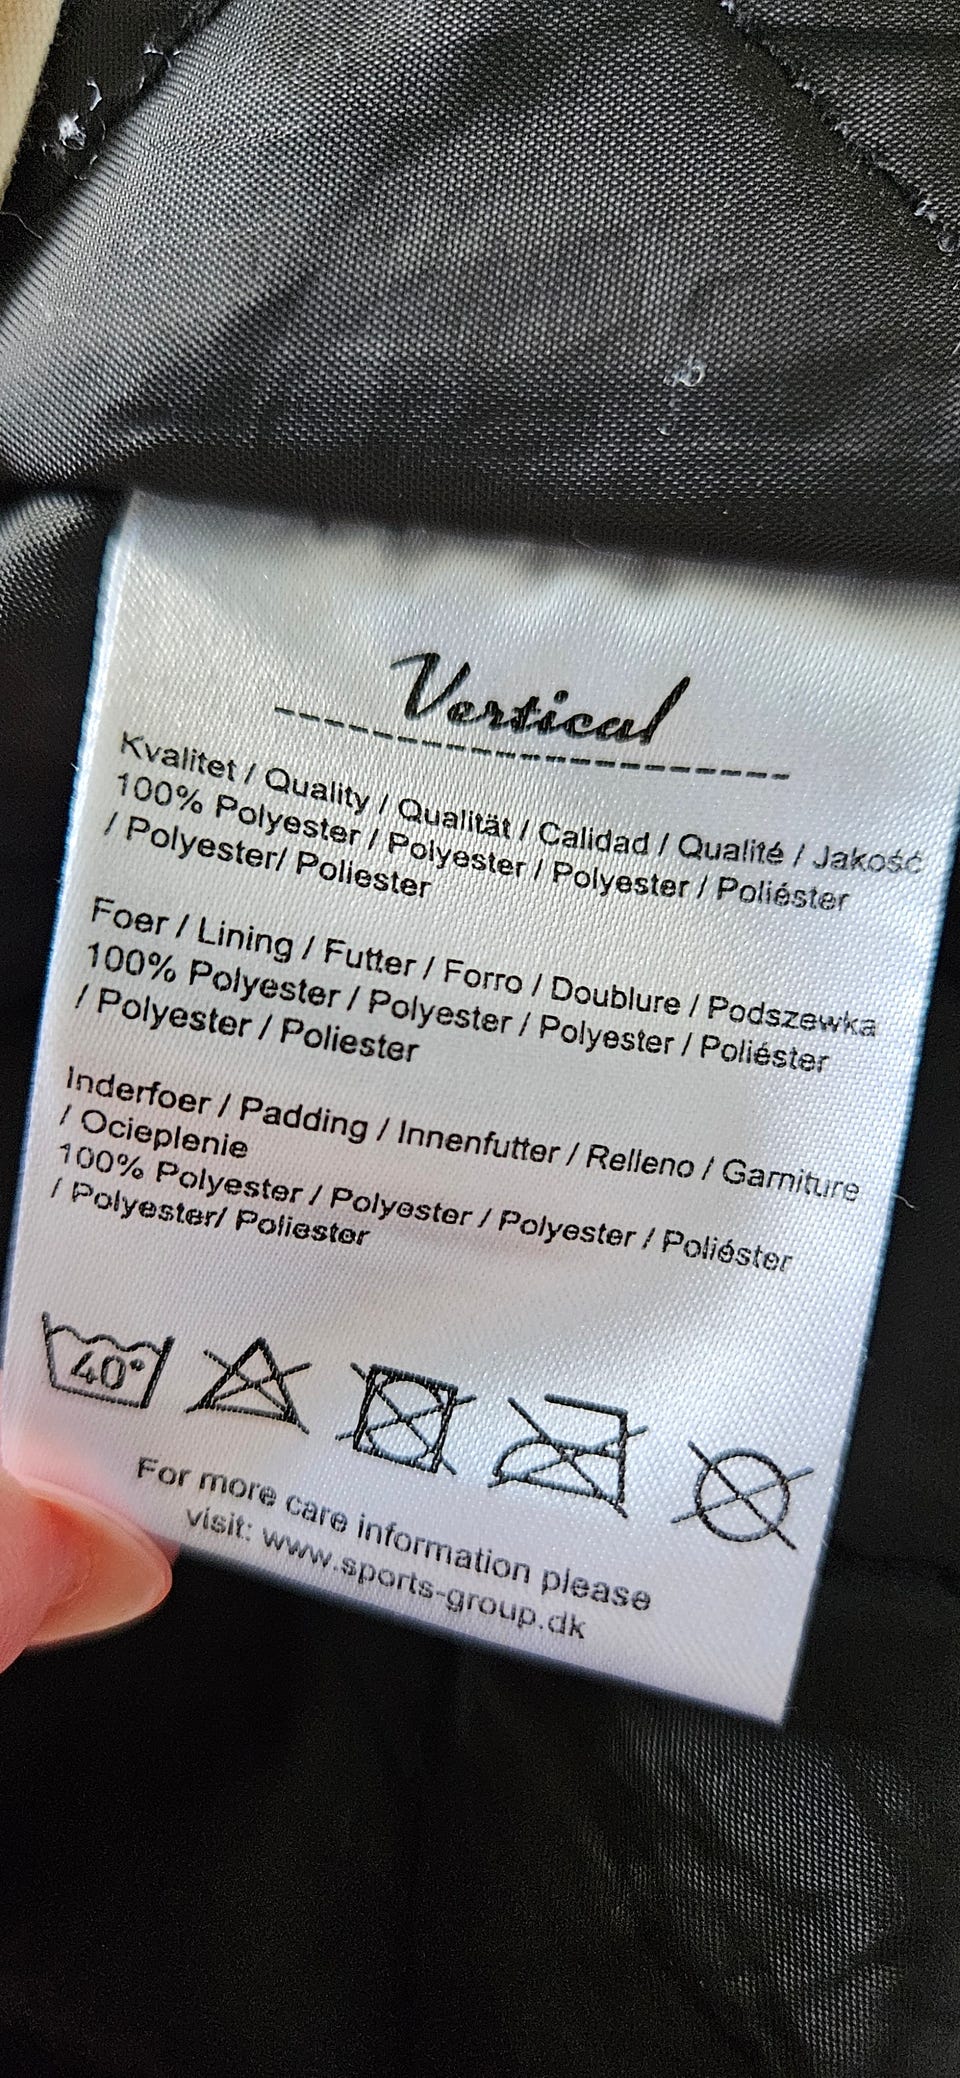 Vertical
Kvalitet / Quality / Qualität / Calidad / Qualité / Jakość
100% Polyester / Polyester / Polyester / Poliéster
/ Polyester/ Poliester
Foer / Lining / Futter / Forro / Doublure / Podszewka
100% Polyester / Polyester / Polyester / Poliéster
/ Polyester / Poliester
Inderfoer / Padding / Innenfutter / Relleno / Garniture
/ Ocieplenie
100% Polyester / Polyester / Polyester / Poliéster
/ Polyester/ Poliester
40°
For more care information please
visit: www.sports-group.dk